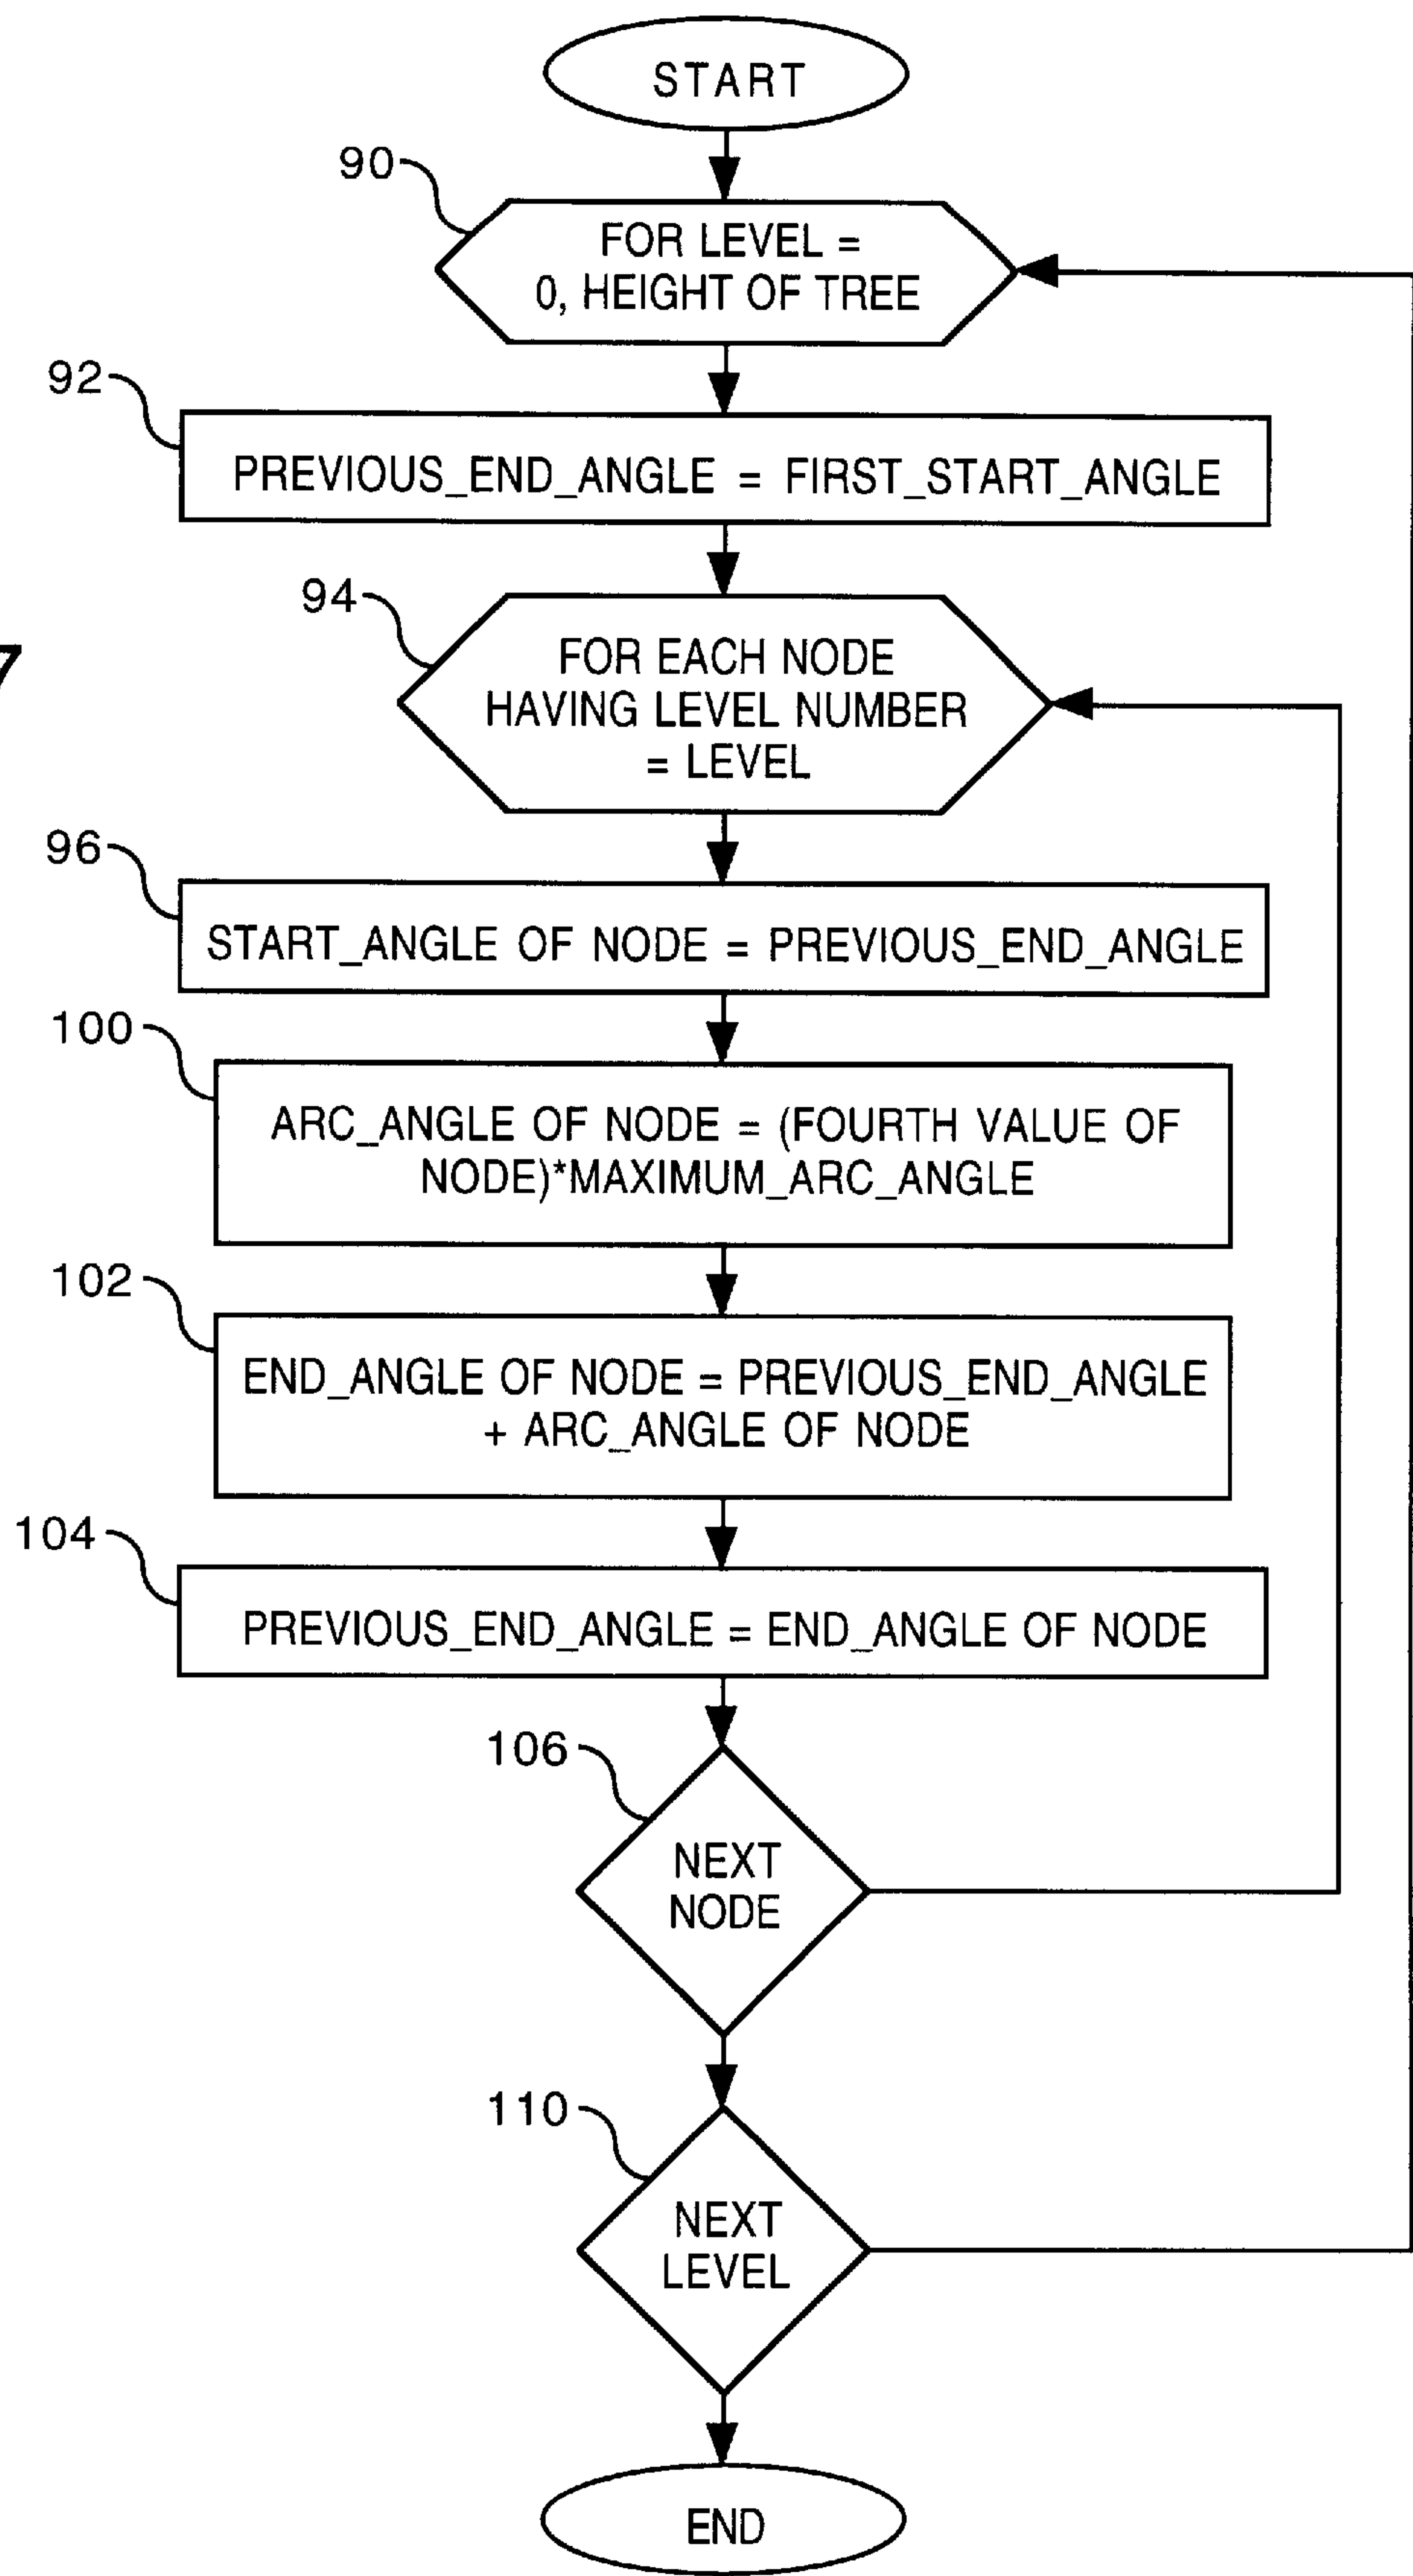 START
90
FOR LEVEL =
0, HEIGHT OF TREE
92
PREVIOUS_END_ANGLE = FIRST_START_ANGLE
94
7
FOR EACH NODE
HAVING LEVEL NUMBER
= LEVEL
96
START_ANGLE OF NODE = PREVIOUS_END_ANGLE
100
ARC_ANGLE OF NODE = (FOURTH VALUE OF
NODE)*MAXIMUM_ARC_ANGLE
102
END_ANGLE OF NODE = PREVIOUS_END_ANGLE
+ ARC_ANGLE OF NODE
104
PREVIOUS_END_ANGLE = END_ANGLE OF NODE
106
NEXT
NODE
110
NEXT
LEVEL
END